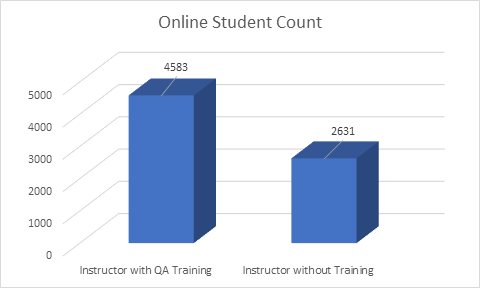 Online Student Count
4583
2631
5000
4000
3000
2000
1000
0
Instructor with QA Training
Instructor without Training